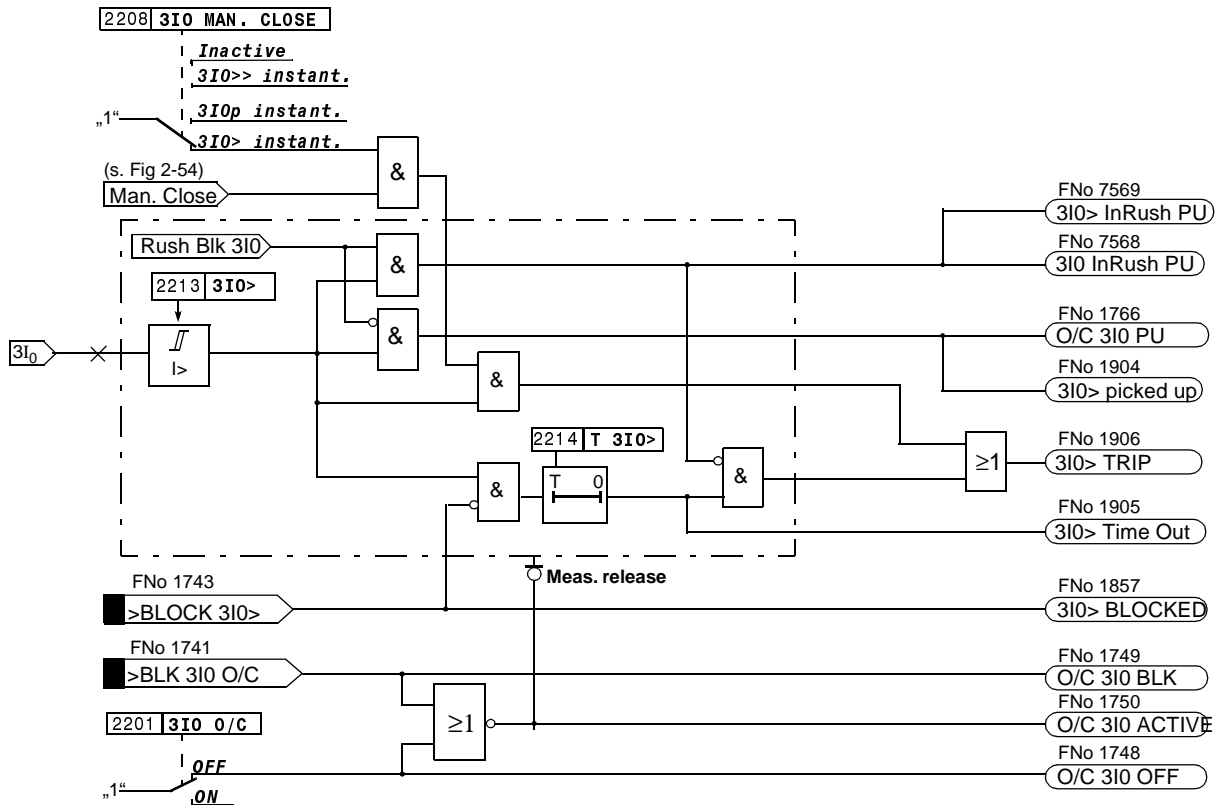 2208 3I0 MAN. CLOSE
Inactive
3I0>> instant.
3I0p instant.
„1“
3I0> instant.
&
(s. Fig 2-54)
Man. Close
FNo 7569
3I0> InRush PU
Rush Blk 3I0
&
FNo 7568
3I0 InRush PU
2213 3I0>
FNo 1766
O/C 3I0 PU
&
3I0
I>
&
FNo 1904
3I0> picked up
2214 T 3I0>
FNo 1906
3I0> TRIP
≥1
&
T 0
&
FNo 1905
3I0> Time Out
Meas. release
FNo 1743
>BLOCK 3I0>
FNo 1857
3I0> BLOCKED
FNo 1741
>BLK 3I0 O/C
FNo 1749
O/C 3I0 BLK
≥1
FNo 1750
O/C 3I0 ACTIVE
2201 3I0 O/C
FNo 1748
O/C 3I0 OFF
OFF
„1“
ON